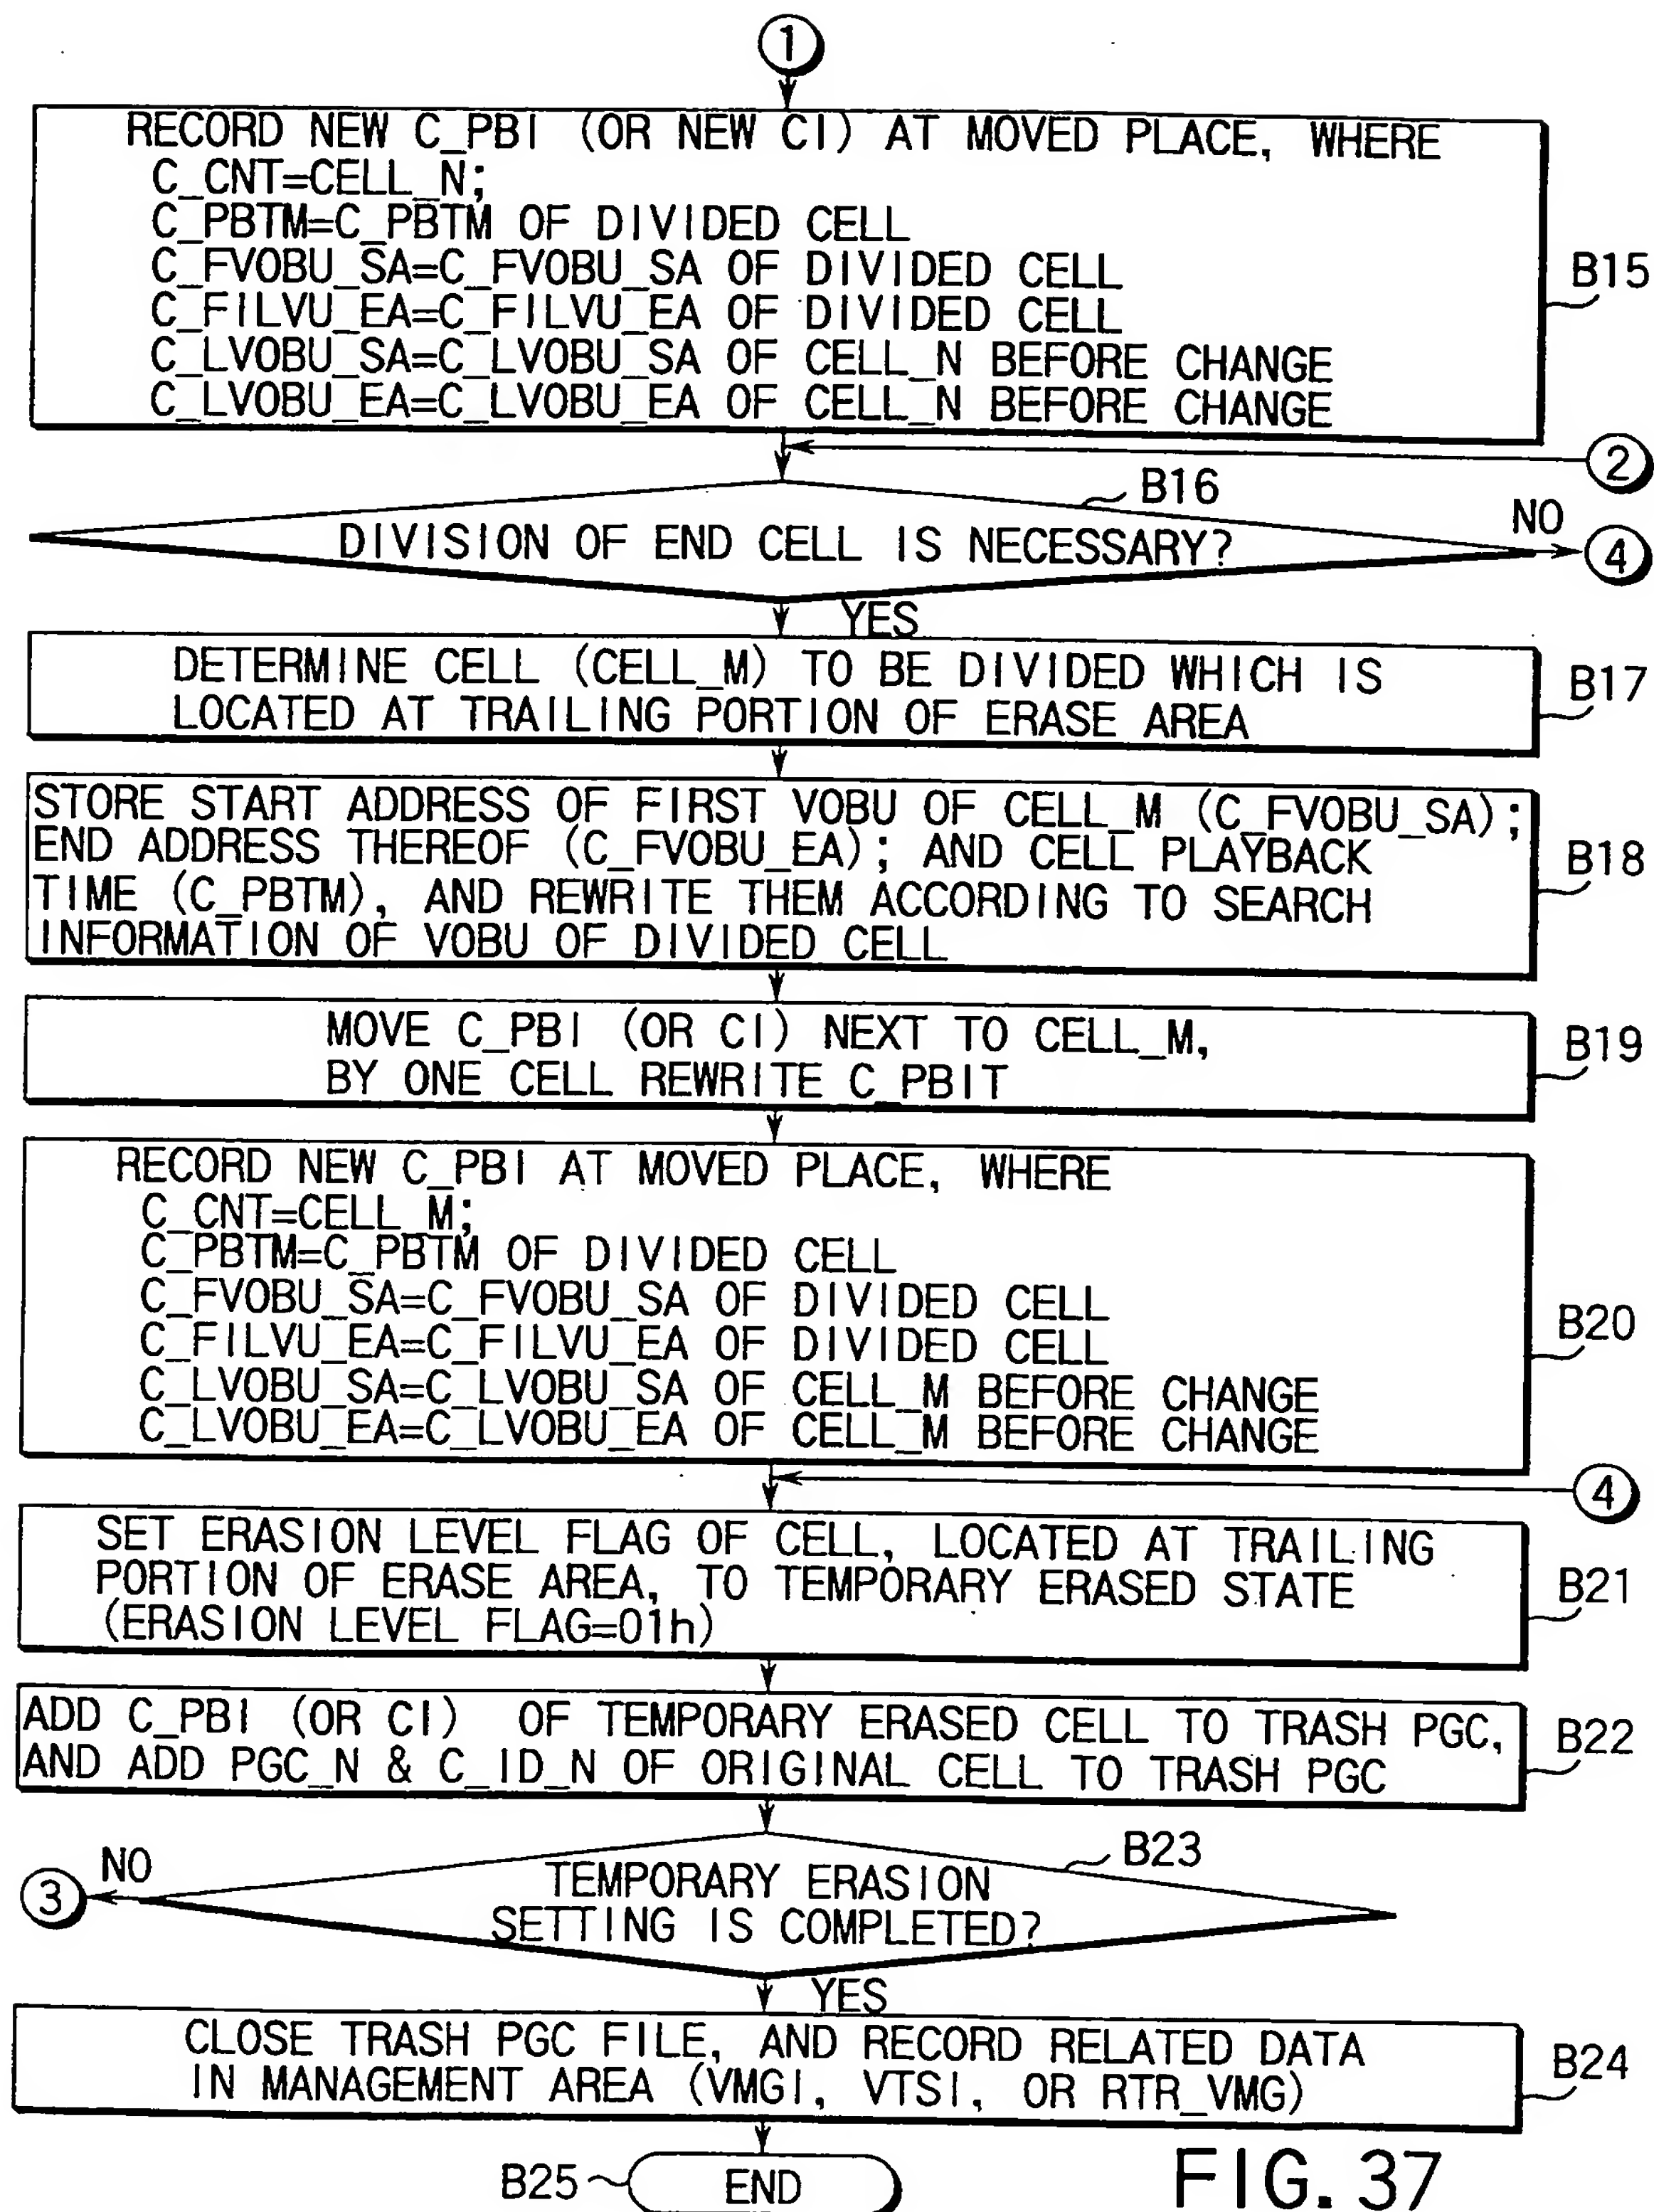 1
RECORD NEW C_PBI (OR NEW CI) AT MOVED PLACE, WHERE
C_CNT=CELL_N;
C_PBTM=C_PBTM OF DIVIDED CELL
C_FVOBU_SA=C_FVOBU_SA OF DIVIDED CELL
C_FILVU_EA=C_FILVU_EA OF DIVIDED CELL
C_LVOBU_SA=C_LVOBU_SA OF CELL_N BEFORE CHANGE
C_LVOBU_EA=C_LVOBU_EA OF CELL_N BEFORE CHANGE
B15
2
B16
DIVISION OF END CELL IS NECESSARY?
NO
4
YES
DETERMINE CELL (CELL_M) TO BE DIVIDED WHICH IS
LOCATED AT TRAILING PORTION OF ERASE AREA
B17
STORE START ADDRESS OF FIRST VOBU OF CELL_M (C_FVOBU_SA);
END ADDRESS THEREOF (C_FVOBU_EA); AND CELL PLAYBACK
TIME (C_PBTM), AND REWRITE THEM ACCORDING TO SEARCH
INFORMATION OF VOBU OF DIVIDED CELL
B18
MOVE C_PBI (OR CI) NEXT TO CELL_M,
BY ONE CELL REWRITE C_PBIT
B19
RECORD NEW C_PBI AT MOVED PLACE, WHERE
C_CNT=CELL_M;
C_PBTM=C_PBTM OF DIVIDED CELL
C_FVOBU_SA=C_FVOBU_SA OF DIVIDED CELL
C_FILVU_EA=C_FILVU_EA OF DIVIDED CELL
C_LVOBU_SA=C_LVOBU_SA OF CELL_M BEFORE CHANGE
C_LVOBU_EA=C_LVOBU_EA OF CELL_M BEFORE CHANGE
B20
4
SET ERASION LEVEL FLAG OF CELL, LOCATED AT TRAILING
PORTION OF ERASE AREA, TO TEMPORARY ERASED STATE
(ERASION LEVEL FLAG=01h)
B21
ADD C_PBI (OR CI) OF TEMPORARY ERASED CELL TO TRASH PGC,
AND ADD PGC_N & C_ID_N OF ORIGINAL CELL TO TRASH PGC
B22
B23
NO
3
TEMPORARY ERASION
SETTING IS COMPLETED?
YES
CLOSE TRASH PGC FILE, AND RECORD RELATED DATA
IN MANAGEMENT AREA (VMGI, VTSI, OR RTR_VMG)
B24
B25
END
FIG. 37